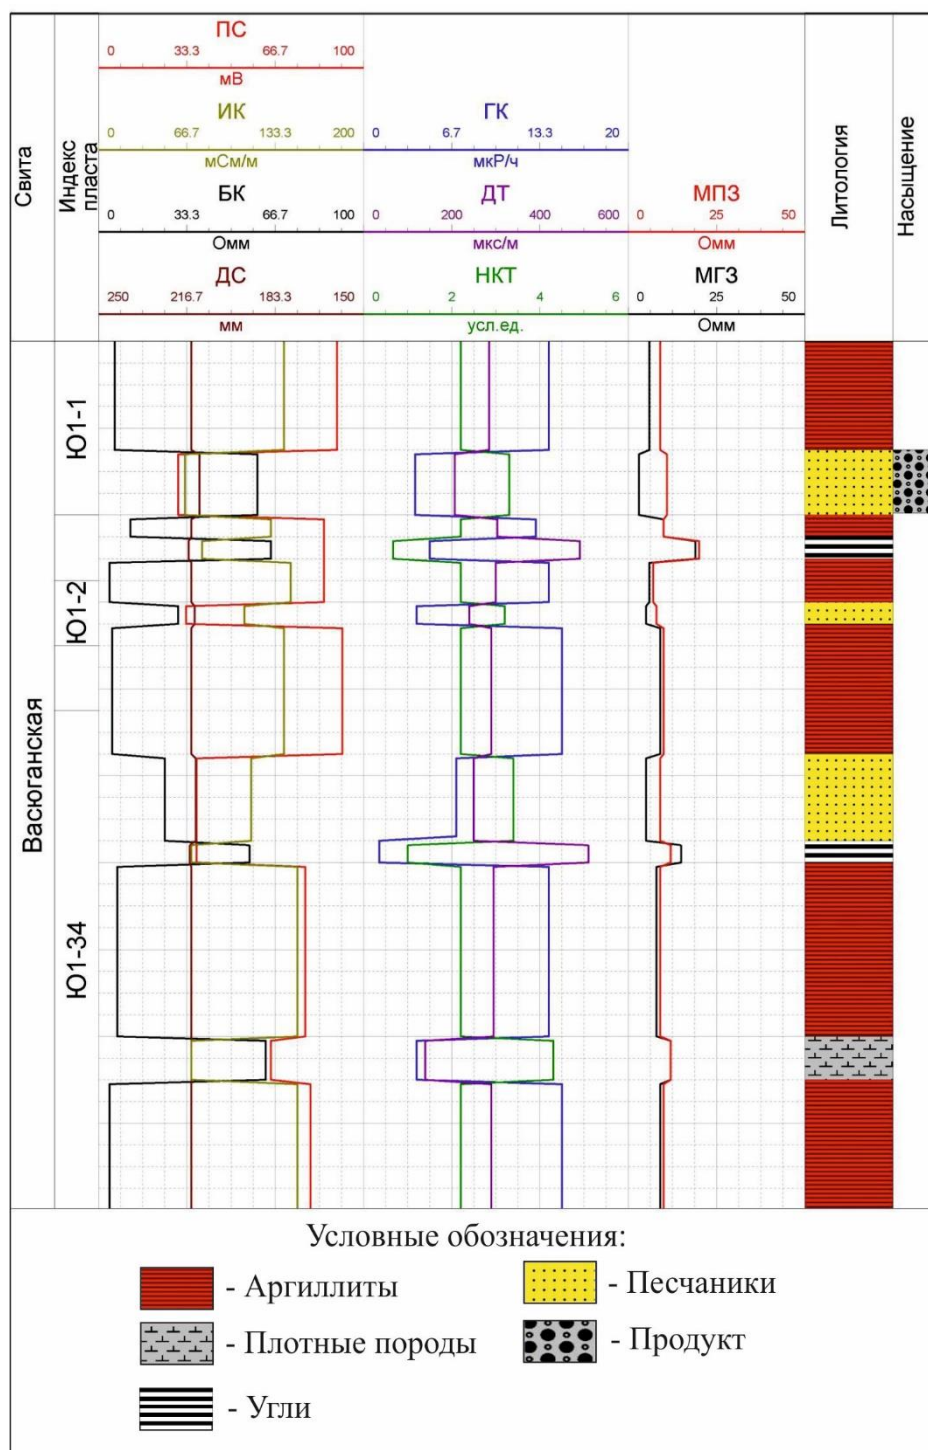 Свита
Индекс
пласта
ПС
0 33.3 66.7 100
мВ
ИК
0 66.7 133.3 200
мСм/м
БК
0 33.3 66.7 100
Омм
ДС
250 216.7 183.3 150
мм
ГК
0 6.7 13.3 20
мкР/ч
ДТ
0 200 400 600
мкс/м
НКТ
0 2 4 6
усл.ед.
МПЗ
0 25 50
Омм
МГЗ
0 25 50
Омм
Литология
Насыщение
Васюганская
Ю1-1
Ю1-2
Ю1-34
Условные обозначения:
- Аргиллиты
- Песчаники
- Плотные породы
- Продукт
- Угли